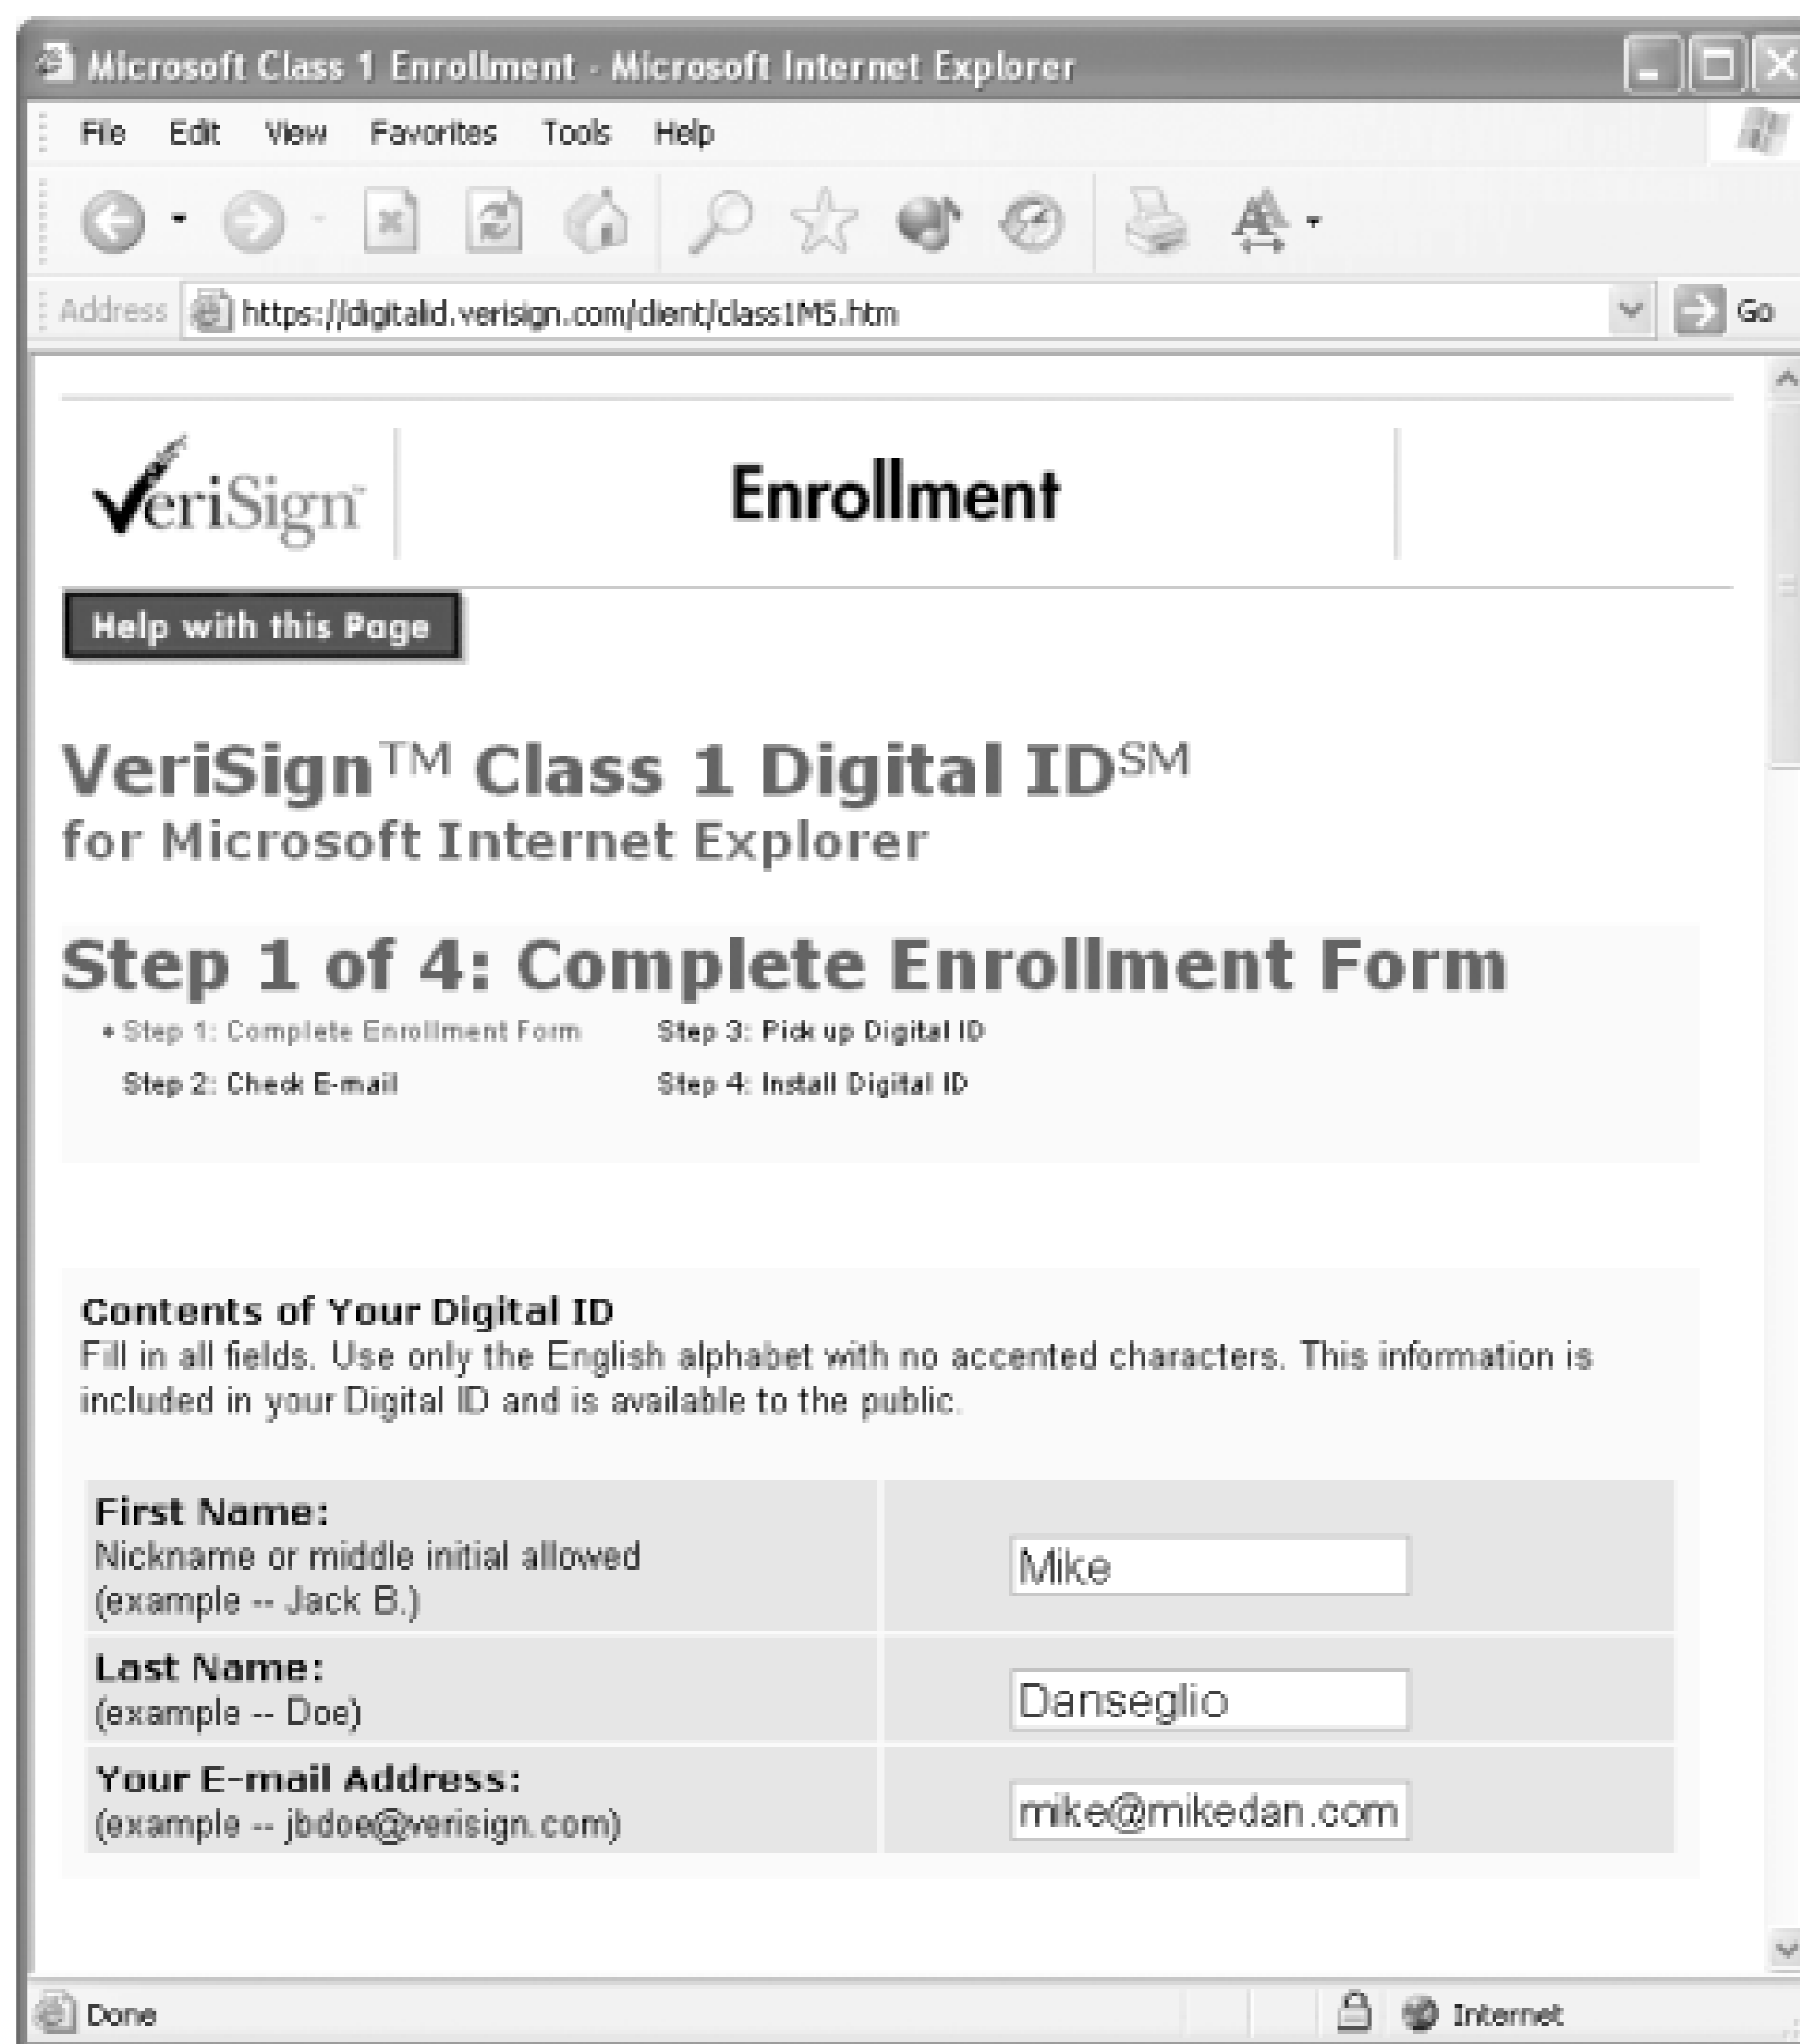 Microsoft Class 1 Enrollment - Microsoft Internet Explorer
File Edit View Favorites Tools Help
Address https://digitalid.verisign.com/client/class1MS.htm Go
VeriSign™ Enrollment
Help with this Page
VeriSign™ Class 1 Digital ID℠
for Microsoft Internet Explorer
Step 1 of 4: Complete Enrollment Form
• Step 1: Complete Enrollment Form Step 3: Pick up Digital ID
Step 2: Check E-mail Step 4: Install Digital ID
Contents of Your Digital ID
Fill in all fields. Use only the English alphabet with no accented characters. This information is
included in your Digital ID and is available to the public.
First Name:
Nickname or middle initial allowed
(example -- Jack B.)
Mike
Last Name:
(example -- Doe)
Danseglio
Your E-mail Address:
(example -- jbdoe@verisign.com)
mike@mikedan.com
Done Internet